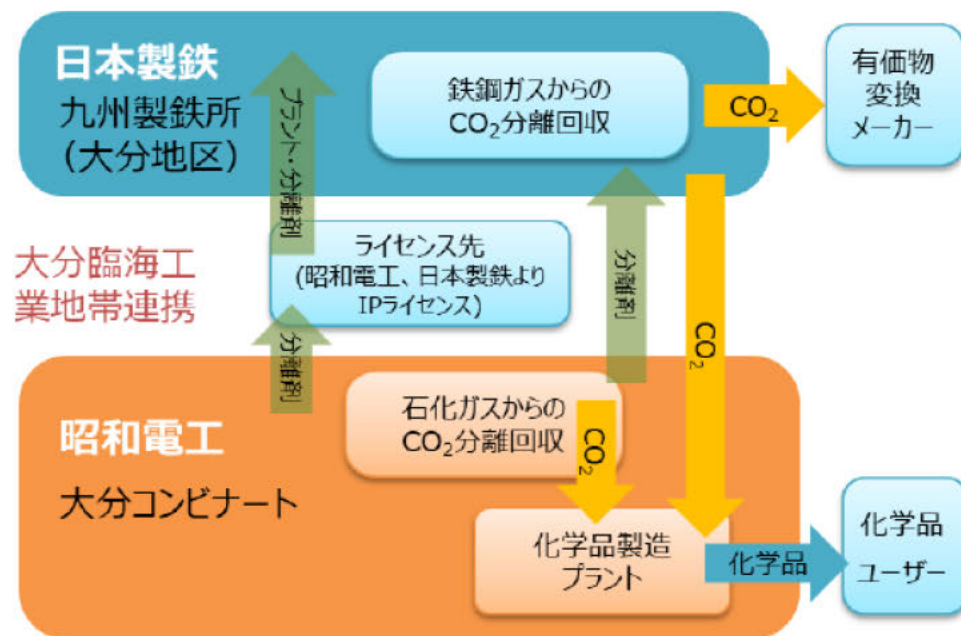 日本製鉄
九州製鉄所
（大分地区）
プラント・分離剤
鉄鋼ガスからの
CO₂分離回収
CO₂
有価物
変換
メーカー
大分臨海工
業地帯連携
ライセンス先
(昭和電工、日本製鉄より
IPライセンス)
分離剤
CO₂
分離剤
昭和電工
大分コンビナート
石化ガスからの
CO₂分離回収
CO₂
化学品製造
プラント
化学品
化学品
ユーザー